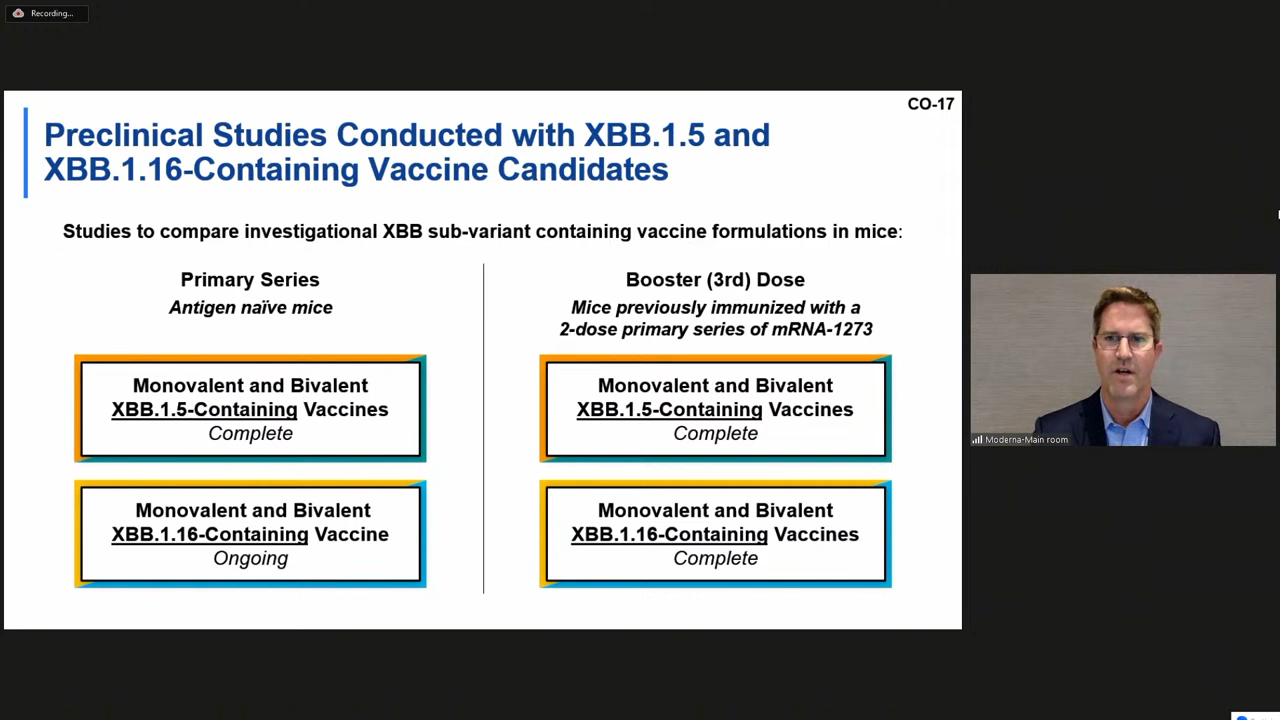 Recording...
CO-17
Preclinical Studies Conducted with XBB.1.5 and
XBB.1.16-Containing Vaccine Candidates
Studies to compare investigational XBB sub-variant containing vaccine formulations in mice:
Primary Series
Antigen naïve mice
Monovalent and Bivalent
XBB.1.5-Containing Vaccines
Complete
Monovalent and Bivalent
XBB.1.16-Containing Vaccine
Ongoing
Booster (3rd) Dose
Mice previously immunized with a
2-dose primary series of mRNA-1273
Monovalent and Bivalent
XBB.1.5-Containing Vaccines
Complete
Monovalent and Bivalent
XBB.1.16-Containing Vaccines
Complete
Moderna-Main room